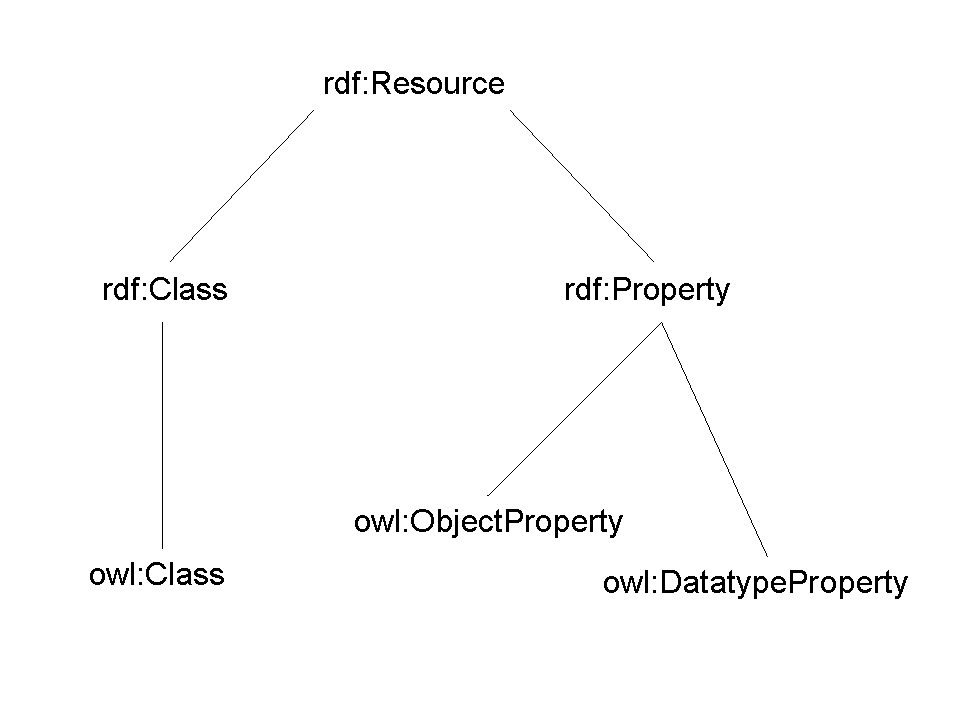 rdf:Resource
rdf:Class
rdf:Property
owl:ObjectProperty
owl:Class
owl:DatatypeProperty